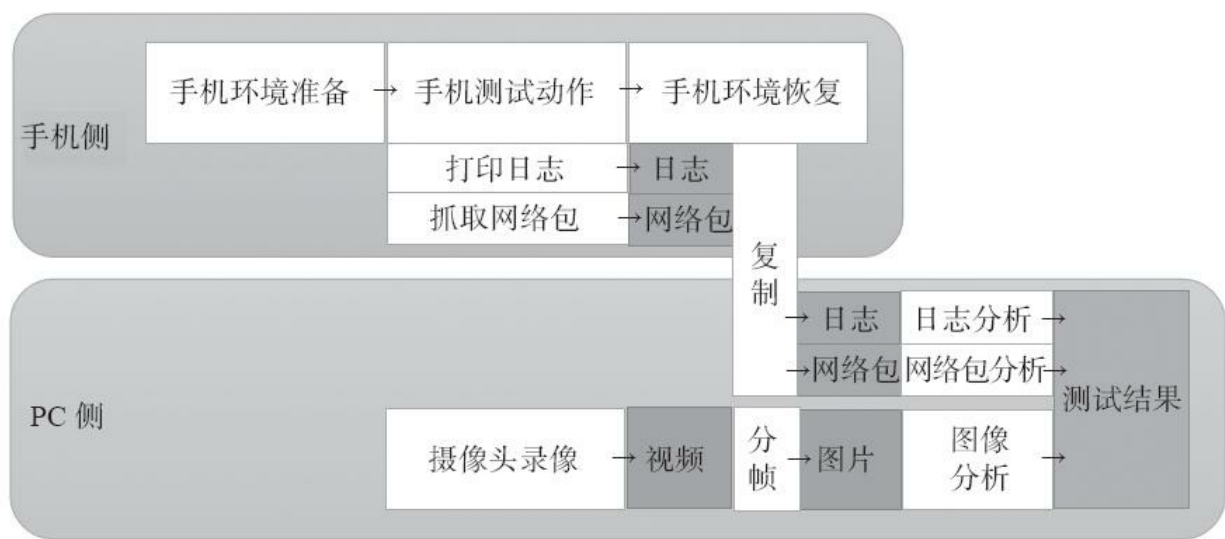 手机环境准备 → 手机测试动作 → 手机环境恢复
手机侧
打印日志 → 日志
抓取网络包 → 网络包
复
制
→ 日志 日志分析 →
→ 网络包 网络包分析 →
测试结果
PC 侧
摄像头录像 → 视频
分
帧
→ 图片
图像
分析 →